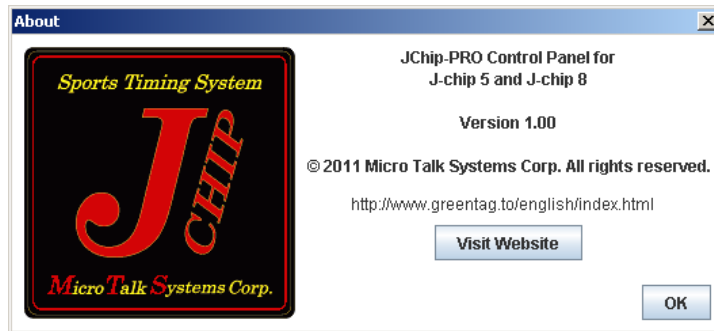 About
Sports Timing System
J CHIP
Micro Talk Systems Corp.
JChip-PRO Control Panel for
J-chip 5 and J-chip 8
Version 1.00
© 2011 Micro Talk Systems Corp. All rights reserved.
http://www.greentag.to/english/index.html
Visit Website
OK